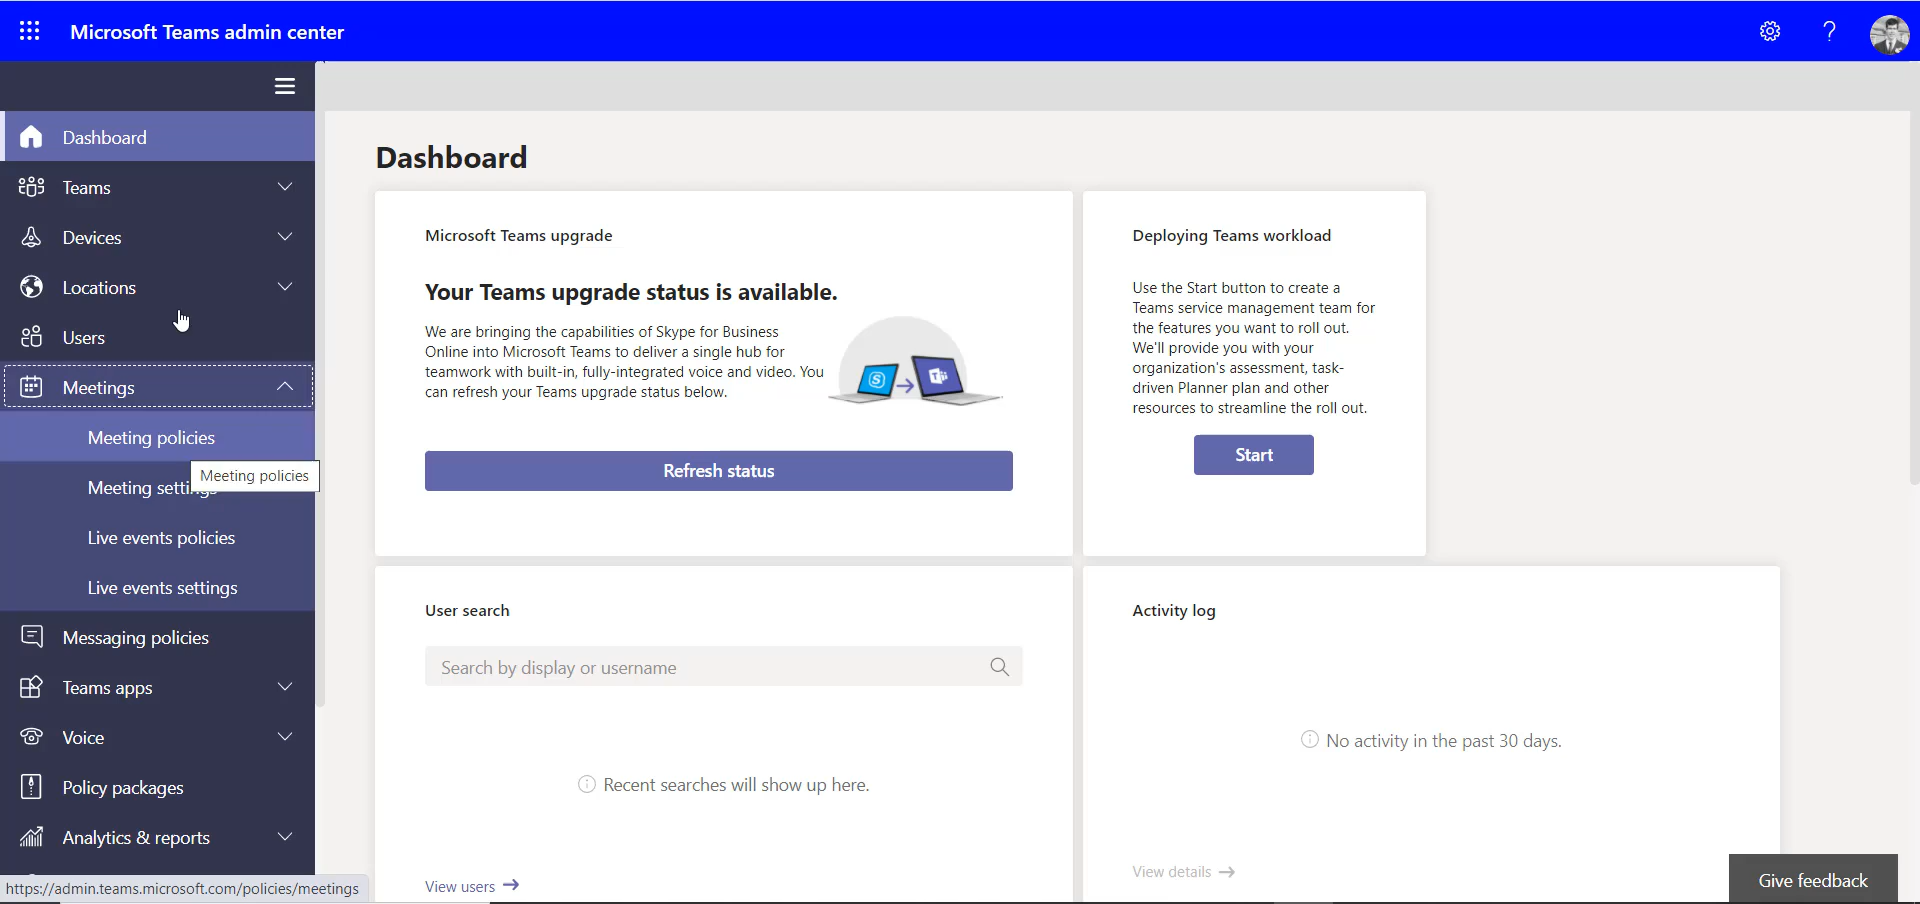 Microsoft Teams admin center
?
Dashboard
Teams
Devices
Locations
Users
Meetings
Meeting policies
Meeting policies
Meeting settings
Live events policies
Live events settings
Messaging policies
Teams apps
Voice
Policy packages
Analytics & reports
https://admin.teams.microsoft.com/policies/meetings
Dashboard
Microsoft Teams upgrade
Your Teams upgrade status is available.
We are bringing the capabilities of Skype for Business
Online into Microsoft Teams to deliver a single hub for
teamwork with built-in, fully-integrated voice and video. You
can refresh your Teams upgrade status below.
S
T
Refresh status
Deploying Teams workload
Use the Start button to create a
Teams service management team for
the features you want to roll out.
We'll provide you with your
organization's assessment, task-
driven Planner plan and other
resources to streamline the roll out.
Start
User search
Search by display or username
Recent searches will show up here.
View users
Activity log
No activity in the past 30 days.
View details
Give feedback